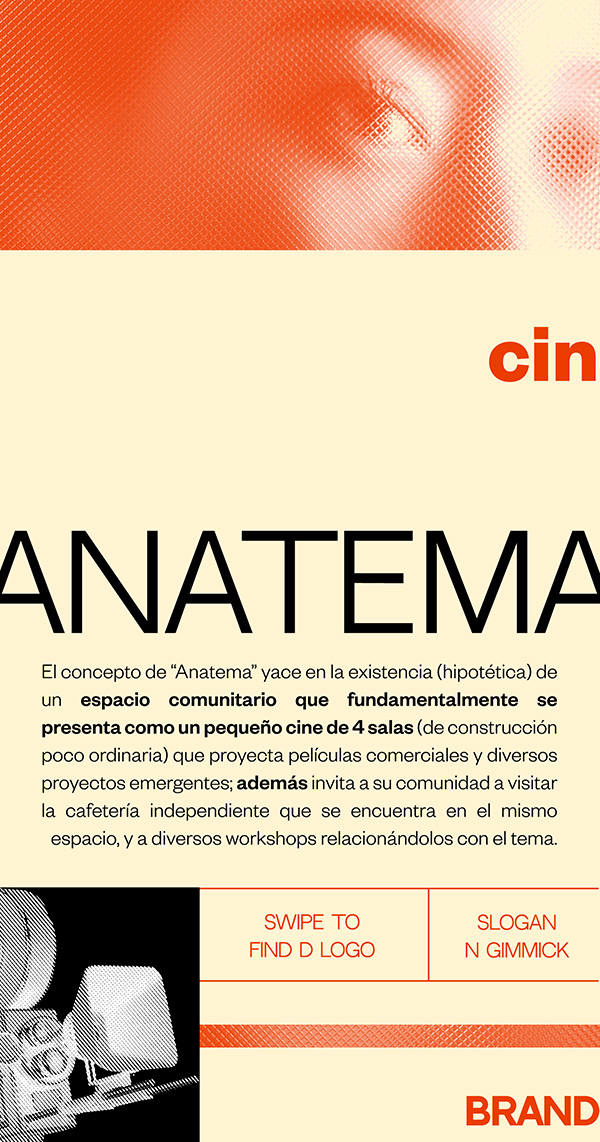 cin
ANATEMA
El concepto de “Anatema” yace en la existencia (hipotética) de
un espacio comunitario que fundamentalmente se
presenta como un pequeño cine de 4 salas (de construcción
poco ordinaria) que proyecta películas comerciales y diversos
proyectos emergentes; además invita a su comunidad a visitar
la cafetería independiente que se encuentra en el mismo
espacio, y a diversos workshops relacionándolos con el tema.
SWIPE TO
FIND D LOGO
SLOGAN
N GIMMICK
BRAND